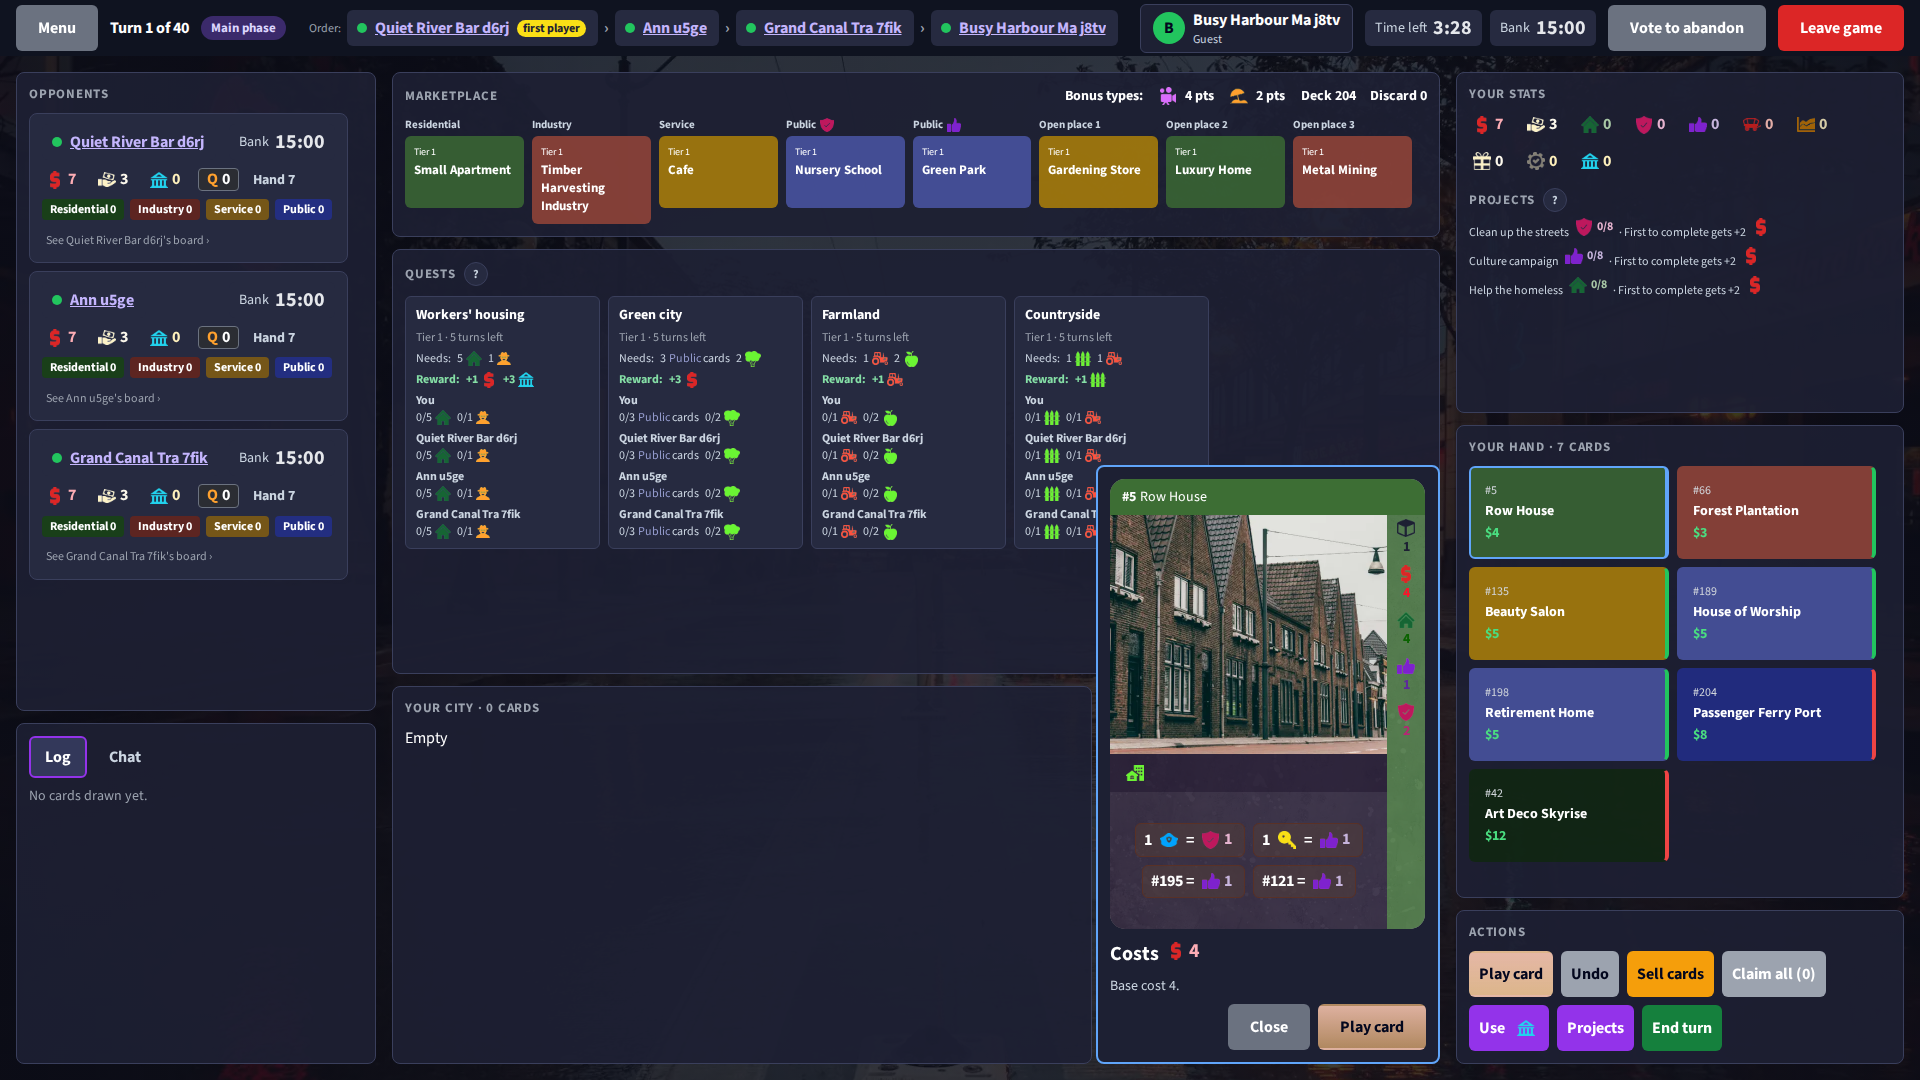 Menu
Turn 1 of 40
Main phase
Order:
Quiet River Bar d6rj first player › Ann u5ge › Grand Canal Tra 7fik › Busy Harbour Ma j8tv
B
Busy Harbour Ma j8tv
Guest
Time left 3:28
Bank 15:00
Vote to abandon
Leave game
OPPONENTS
Quiet River Bar d6rj Bank 15:00
7 3 0 Q 0 Hand 7
Residential 0 Industry 0 Service 0 Public 0
See Quiet River Bar d6rj's board ›
Ann u5ge Bank 15:00
7 3 0 Q 0 Hand 7
Residential 0 Industry 0 Service 0 Public 0
See Ann u5ge's board ›
Grand Canal Tra 7fik Bank 15:00
7 3 0 Q 0 Hand 7
Residential 0 Industry 0 Service 0 Public 0
See Grand Canal Tra 7fik's board ›
Log Chat
No cards drawn yet.
MARKETPLACE
Bonus types: 4 pts 2 pts Deck 204 Discard 0
Residential
Tier 1
Small Apartment
Industry
Tier 1
Timber
Harvesting
Industry
Service
Tier 1
Cafe
Public
Tier 1
Nursery School
Public
Tier 1
Green Park
Open place 1
Tier 1
Gardening Store
Open place 2
Tier 1
Luxury Home
Open place 3
Tier 1
Metal Mining
QUESTS ?
Workers' housing
Tier 1 · 5 turns left
Needs: 5 1
Reward: +1 $ +3
You
0/5 0/1
Quiet River Bar d6rj
0/5 0/1
Ann u5ge
0/5 0/1
Grand Canal Tra 7fik
0/5 0/1
Green city
Tier 1 · 5 turns left
Needs: 3 Public cards 2
Reward: +3 $
You
0/3 Public cards 0/2
Quiet River Bar d6rj
0/3 Public cards 0/2
Ann u5ge
0/3 Public cards 0/2
Grand Canal Tra 7fik
0/3 Public cards 0/2
Farmland
Tier 1 · 5 turns left
Needs: 1 2
Reward: +1
You
0/1 0/2
Quiet River Bar d6rj
0/1 0/2
Ann u5ge
0/1 0/2
Grand Canal Tra 7fik
0/1 0/2
Countryside
Tier 1 · 5 turns left
Needs: 1 1
Reward: +1
You
0/1 0/1
Quiet River Bar d6rj
0/1 0/1
Ann u5ge
0/1 0/1
Grand Canal T
0/1 0/1
YOUR CITY · 0 CARDS
Empty
#5 Row House
1
4
4
1
2
1 = 1 1 = 1
#195 = 1 #121 = 1
Costs $ 4
Base cost 4.
Close Play card
YOUR STATS
7 3 0 0 0 0 0
0 0 0
PROJECTS ?
Clean up the streets 0/8 · First to complete gets +2 $
Culture campaign 0/8 · First to complete gets +2 $
Help the homeless 0/8 · First to complete gets +2 $
YOUR HAND · 7 CARDS
#5
Row House
$4
#66
Forest Plantation
$3
#135
Beauty Salon
$5
#189
House of Worship
$5
#198
Retirement Home
$5
#204
Passenger Ferry Port
$8
#42
Art Deco Skyrise
$12
ACTIONS
Play card Undo Sell cards Claim all (0)
Use Projects End turn